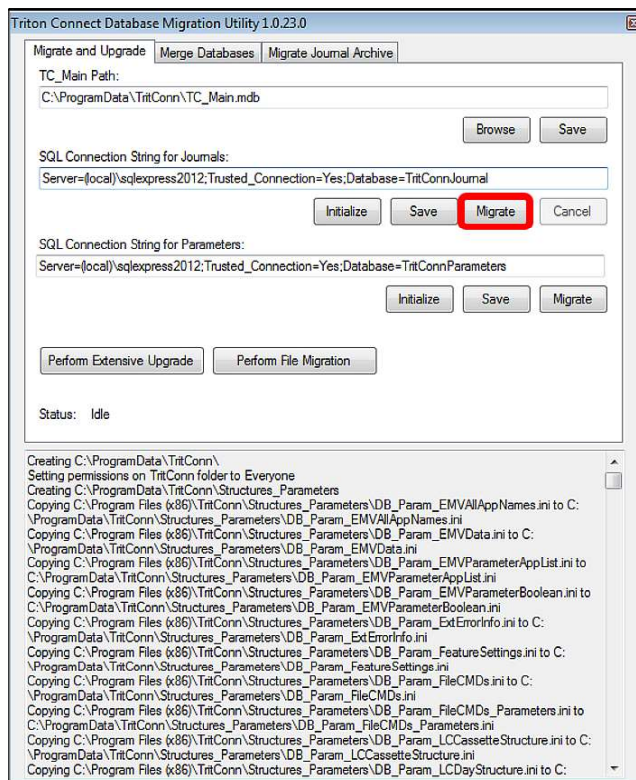 Triton Connect Database Migration Utility 1.0.23.0
Migrate and Upgrade Merge Databases Migrate Journal Archive
TC_Main Path:
C:\ProgramData\TritConn\TC_Main.mdb
Browse Save
SQL Connection String for Journals:
Server=(local)\sqlexpress2012;Trusted_Connection=Yes;Database=TritConnJournal
Initialize Save Migrate Cancel
SQL Connection String for Parameters:
Server=(local)\sqlexpress2012;Trusted_Connection=Yes;Database=TritConnParameters
Initialize Save Migrate
Perform Extensive Upgrade Perform File Migration
Status: Idle
Creating C:\ProgramData\TritConn\
Setting permissions on TritConn folder to Everyone
Creating C:\ProgramData\TritConn\Structures_Parameters
Copying C:\Program Files (x86)\TritConn\Structures_Parameters\DB_Param_EMVAllAppNames.ini to C:
\ProgramData\TritConn\Structures_Parameters\DB_Param_EMVAllAppNames.ini
Copying C:\Program Files (x86)\TritConn\Structures_Parameters\DB_Param_EMVData.ini to C:
\ProgramData\TritConn\Structures_Parameters\DB_Param_EMVData.ini
Copying C:\Program Files (x86)\TritConn\Structures_Parameters\DB_Param_EMVParameterAppList.ini to
C:\ProgramData\TritConn\Structures_Parameters\DB_Param_EMVParameterAppList.ini
Copying C:\Program Files (x86)\TritConn\Structures_Parameters\DB_Param_EMVParameterBoolean.ini to
C:\ProgramData\TritConn\Structures_Parameters\DB_Param_EMVParameterBoolean.ini
Copying C:\Program Files (x86)\TritConn\Structures_Parameters\DB_Param_ExtErrorInfo.ini to C:
\ProgramData\TritConn\Structures_Parameters\DB_Param_ExtErrorInfo.ini
Copying C:\Program Files (x86)\TritConn\Structures_Parameters\DB_Param_FeatureSettings.ini to C:
\ProgramData\TritConn\Structures_Parameters\DB_Param_FeatureSettings.ini
Copying C:\Program Files (x86)\TritConn\Structures_Parameters\DB_Param_FileCMDs.ini to C:
\ProgramData\TritConn\Structures_Parameters\DB_Param_FileCMDs.ini
Copying C:\Program Files (x86)\TritConn\Structures_Parameters\DB_Param_FileCMDs_Parameters.ini to
C:\ProgramData\TritConn\Structures_Parameters\DB_Param_FileCMDs_Parameters.ini
Copying C:\Program Files (x86)\TritConn\Structures_Parameters\DB_Param_LCCassetteStructure.ini to C:
\ProgramData\TritConn\Structures_Parameters\DB_Param_LCCassetteStructure.ini
Copying C:\Program Files (x86)\TritConn\Structures_Parameters\DB_Param_LCDayStructure.ini to C: